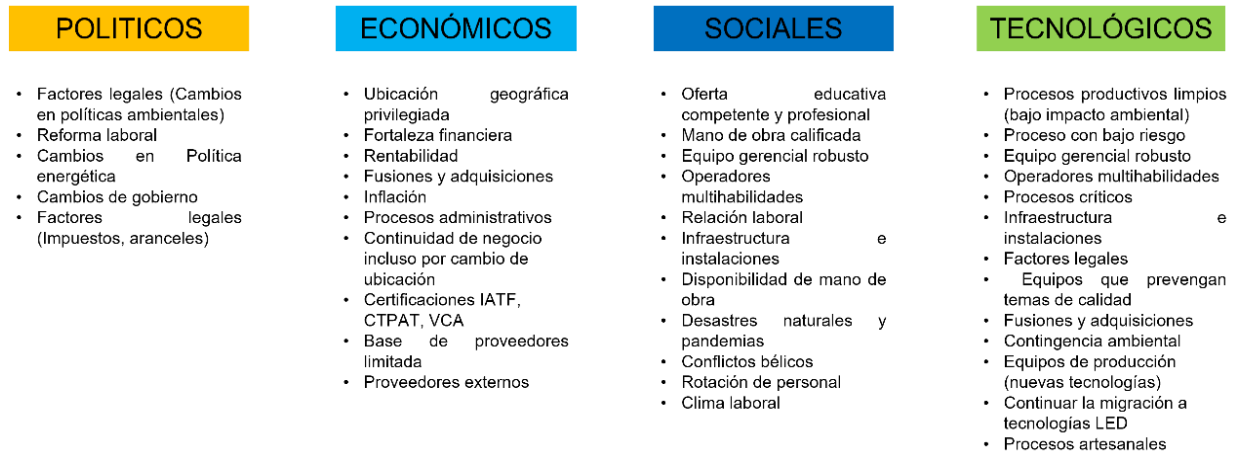 POLITICOS
• Factores legales (Cambios
en políticas ambientales)
• Reforma laboral
• Cambios en Política
energética
• Cambios de gobierno
• Factores legales
(Impuestos, aranceles)
ECONÓMICOS
• Ubicación geográfica
privilegiada
• Fortaleza financiera
• Rentabilidad
• Fusiones y adquisiciones
• Inflación
• Procesos administrativos
• Continuidad de negocio
incluso por cambio de
ubicación
• Certificaciones IATF,
CTPAT, VCA
• Base de proveedores
limitada
• Proveedores externos
SOCIALES
• Oferta educativa
competente y profesional
• Mano de obra calificada
• Equipo gerencial robusto
• Operadores
multihabilidades
• Relación laboral
• Infraestructura e
instalaciones
• Disponibilidad de mano de
obra
• Desastres naturales y
pandemias
• Conflictos bélicos
• Rotación de personal
• Clima laboral
TECNOLÓGICOS
• Procesos productivos limpios
(bajo impacto ambiental)
• Proceso con bajo riesgo
• Equipo gerencial robusto
• Operadores multihabilidades
• Procesos críticos
• Infraestructura e
instalaciones
• Factores legales
• Equipos que prevengan
temas de calidad
• Fusiones y adquisiciones
• Contingencia ambiental
• Equipos de producción
(nuevas tecnologías)
• Continuar la migración a
tecnologías LED
• Procesos artesanales